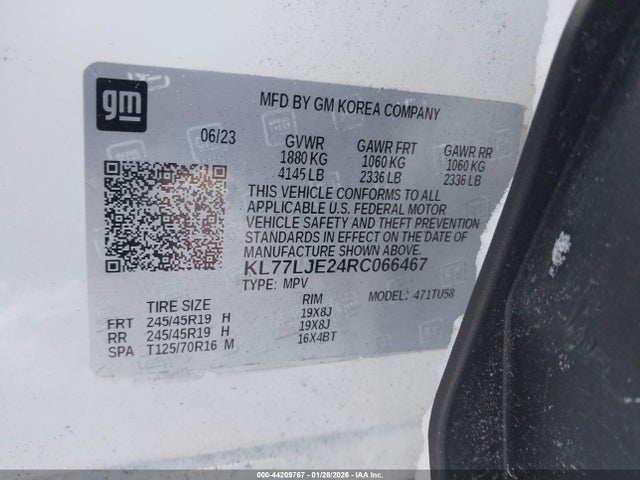 gm
MFD BY GM KOREA COMPANY
06/23 GVWR GAWR FRT GAWR RR
1880 KG 1060 KG 1060 KG
4145 LB 2336 LB 2336 LB
THIS VEHICLE CONFORMS TO ALL
APPLICABLE U.S. FEDERAL MOTOR
VEHICLE SAFETY AND THEFT PREVENTION
STANDARDS IN EFFECT ON THE DATE OF
MANUFACTURE SHOWN ABOVE.
KL77LJE24RC066467
TYPE: MPV MODEL: 471TU58
TIRE SIZE RIM
FRT 245/45R19 H 19X8J
RR 245/45R19 H 19X8J
SPA T125/70R16 M 16X4BT
000-44209767 - 01/28/2026 - IAAI.CA